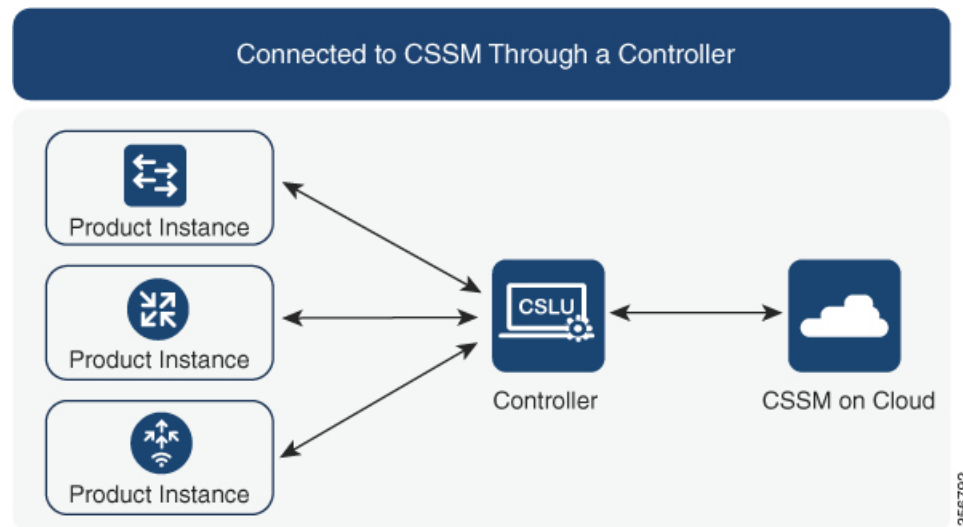 Connected to CSSM Through a Controller
Product Instance
Product Instance
Product Instance
CSLU
Controller
CSSM on Cloud